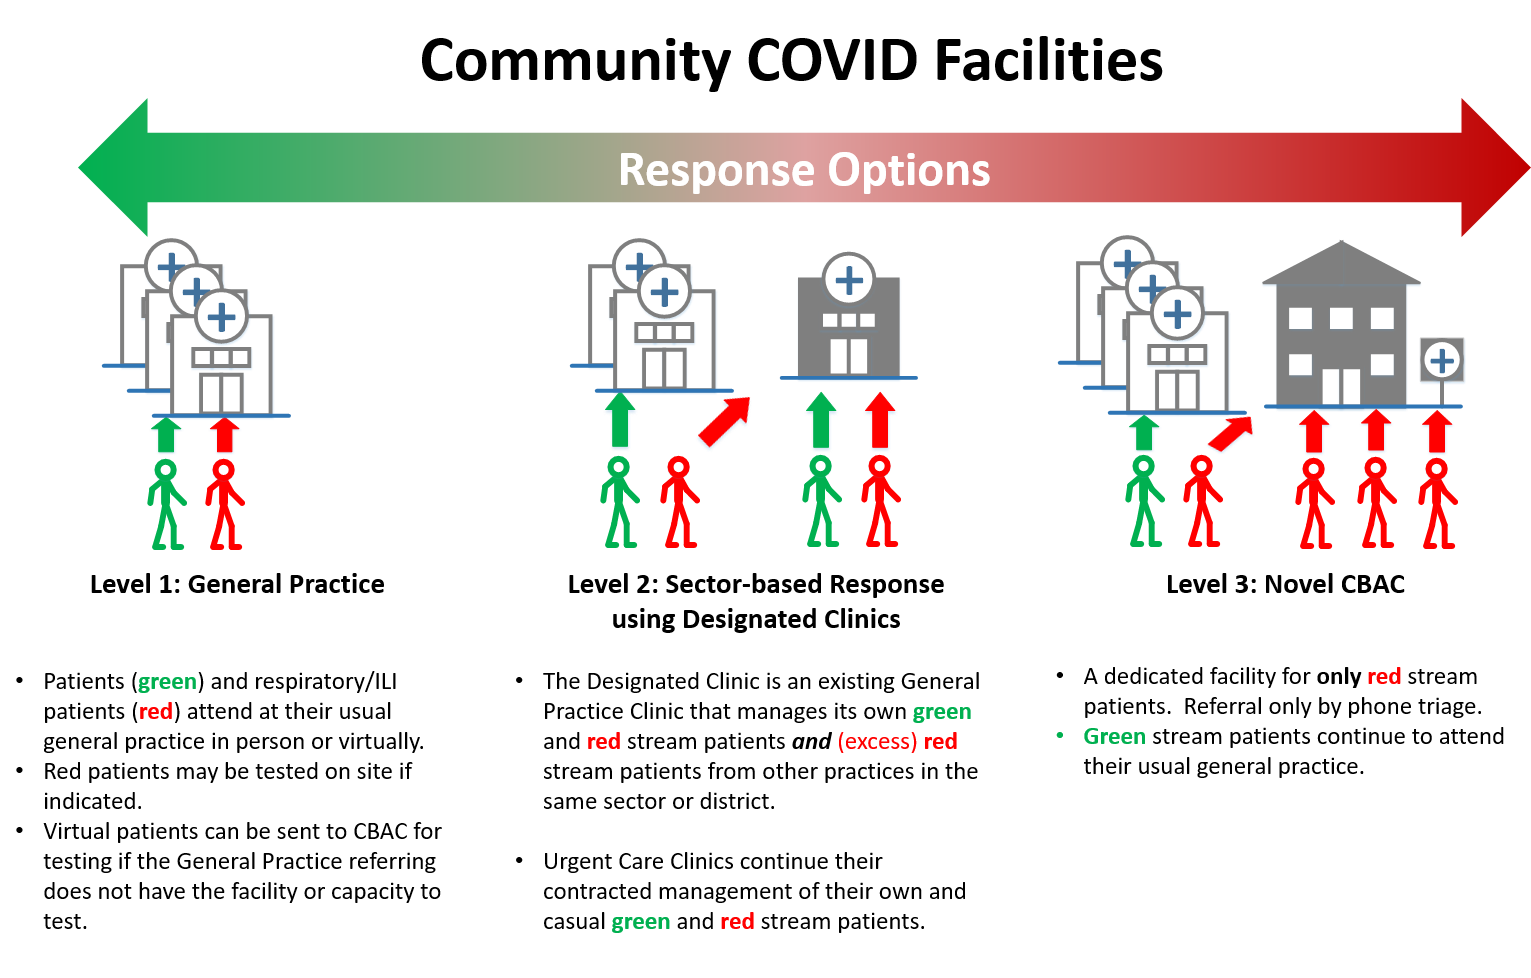 Community COVID Facilities
Response Options
Level 1: General Practice
• Patients (green) and respiratory/ILI
patients (red) attend at their usual
general practice in person or virtually.
• Red patients may be tested on site if
indicated.
• Virtual patients can be sent to CBAC for
testing if the General Practice referring
does not have the facility or capacity to
test.
Level 2: Sector-based Response
using Designated Clinics
• The Designated Clinic is an existing General
Practice Clinic that manages its own green
and red stream patients and (excess) red
stream patients from other practices in the
same sector or district.
• Urgent Care Clinics continue their
contracted management of their own and
casual green and red stream patients.
Level 3: Novel CBAC
• A dedicated facility for only red stream
patients.  Referral only by phone triage.
• Green stream patients continue to attend
their usual general practice.